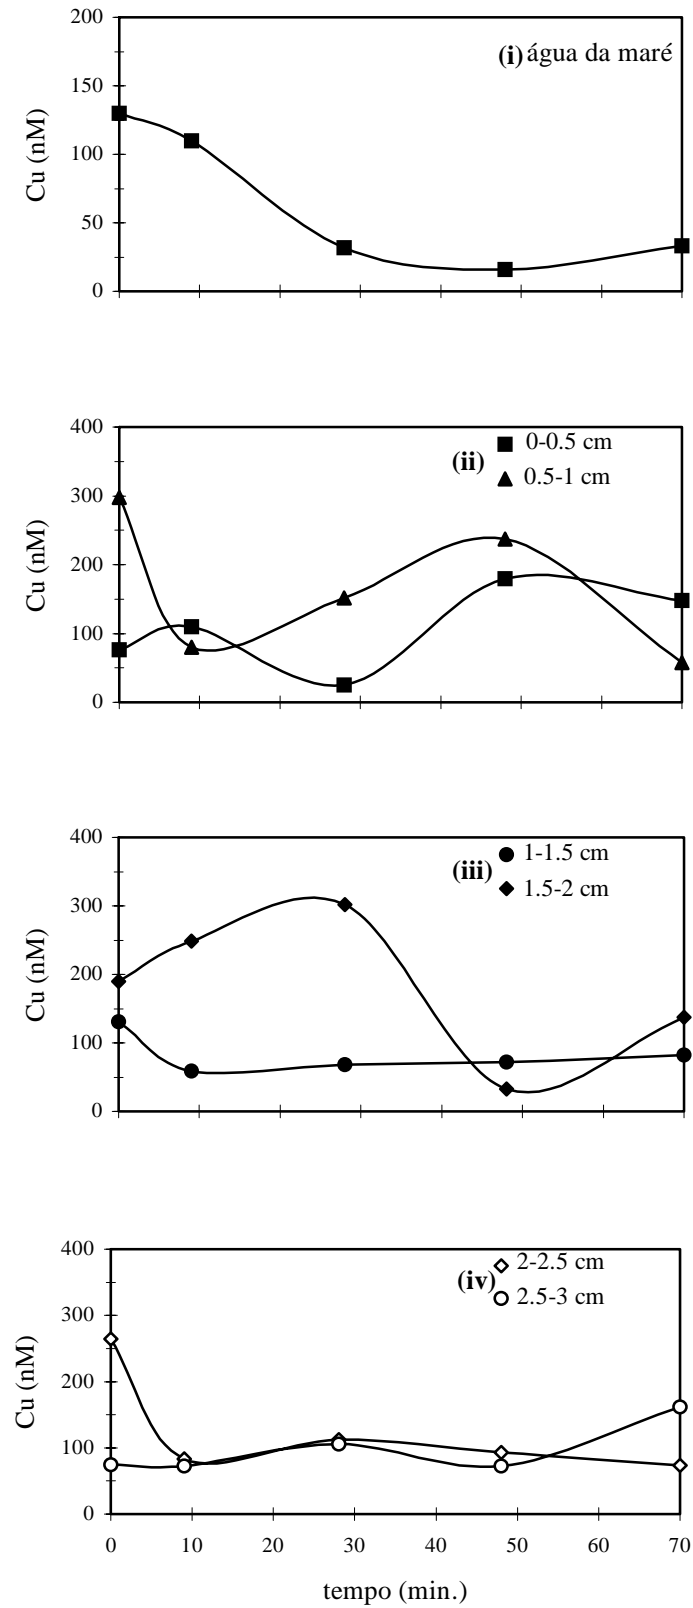 200
(i) água da maré
150
Cu (nM)
100
50
0
400
0-0.5 cm
(ii)
0.5-1 cm
300
Cu (nM)
200
100
0
400
1-1.5 cm
(iii)
1.5-2 cm
300
Cu (nM)
200
100
0
400
2-2.5 cm
(iv)
2.5-3 cm
300
Cu (nM)
200
100
0
0 10 20 30 40 50 60 70
tempo (min.)